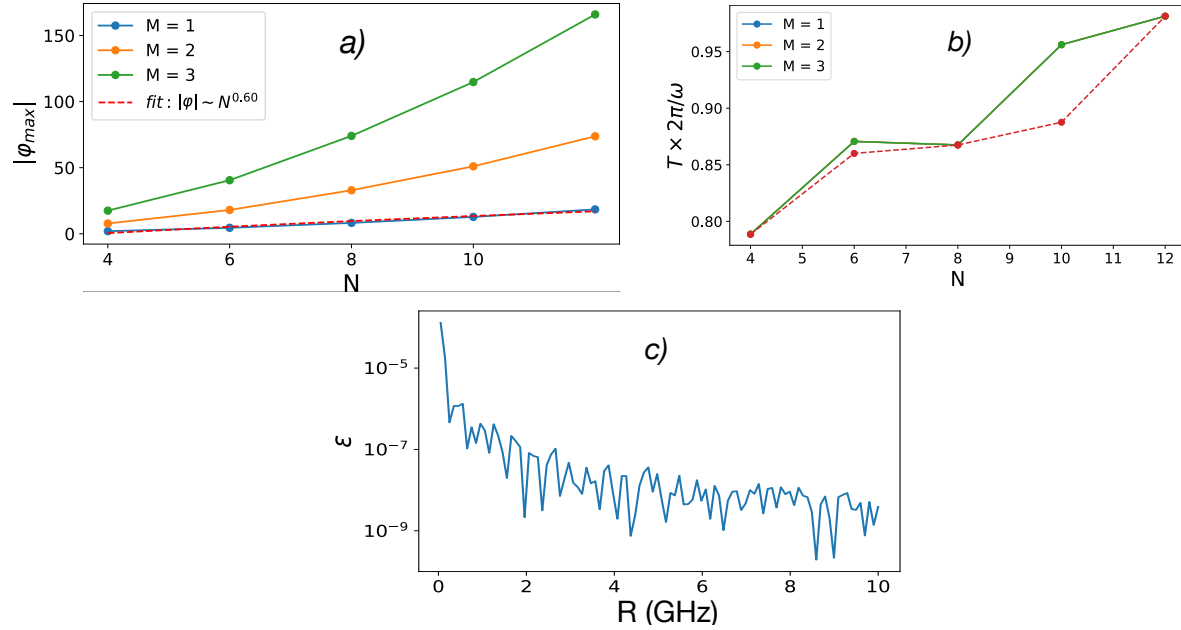 a)
|φmax|
150
100
50
0
M = 1
M = 2
M = 3
fit : |φ| ~ N^0.60
4
6
8
10
N
b)
T × 2π/ω
0.95
0.90
0.85
0.80
M = 1
M = 2
M = 3
4
5
6
7
8
9
10
11
12
N
c)
ε
10^-5
10^-7
10^-9
0
2
4
6
8
10
R (GHz)